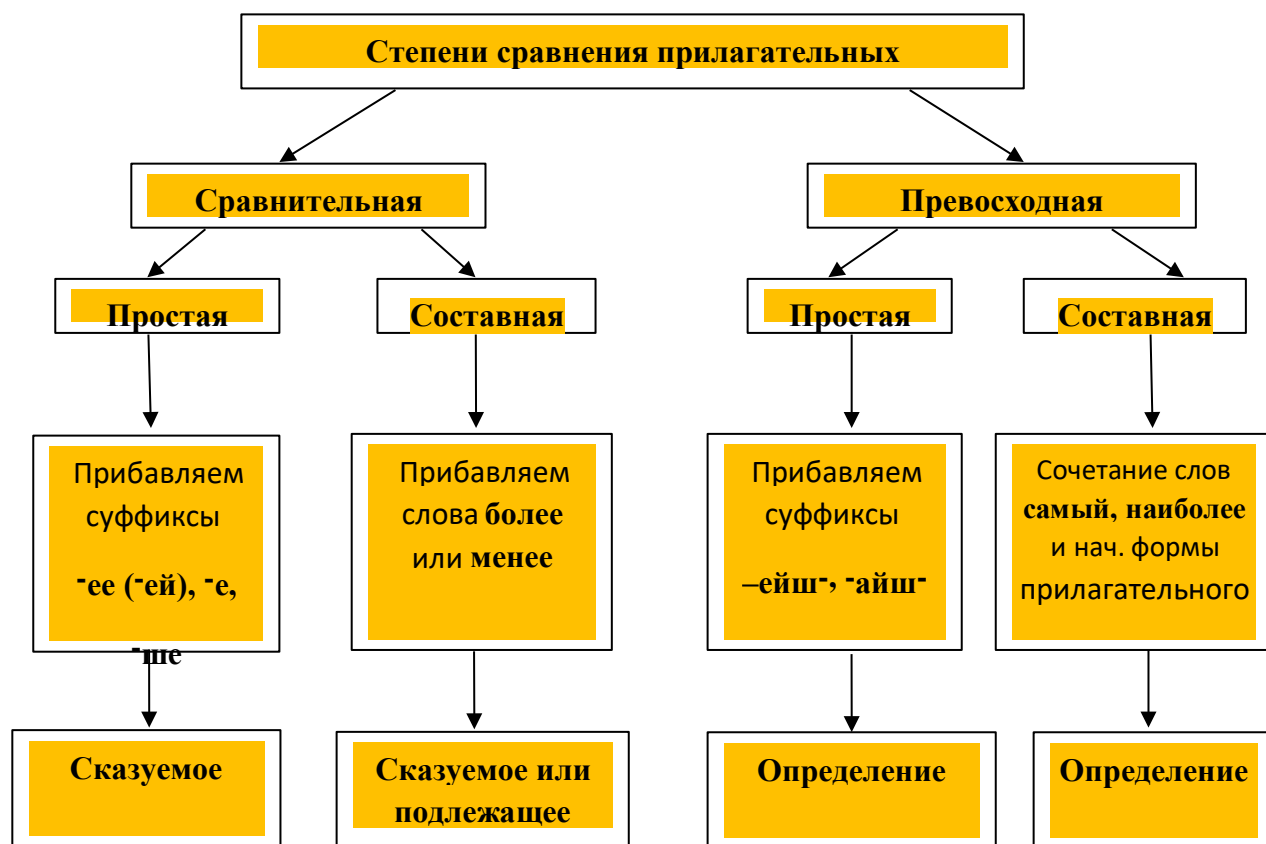 Степени сравнения прилагательных
Сравнительная
Превосходная
Простая
Составная
Простая
Составная
Прибавляем
суффиксы
-ее (-ей), -е,
-ше
Прибавляем
слова более
или менее
Прибавляем
суффиксы
–ейш-, -айш-
Сочетание слов
самый, наиболее
и нач. формы
прилагательного
Сказуемое
Сказуемое или
подлежащее
Определение
Определение